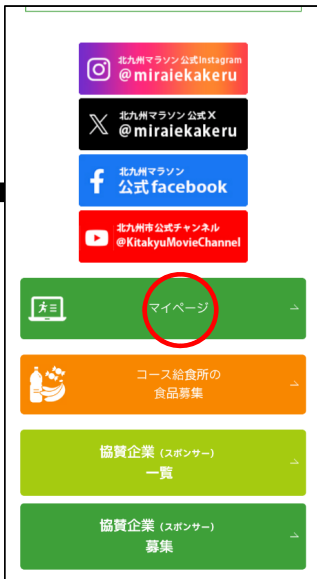 北九州マラソン公式Instagram
@miraiekakeru
北九州マラソン 公式 X
@miraiekakeru
北九州マラソン
公式facebook
北九州市公式チャンネル
@KitakyuMovieChannel
マイページ
コース給食所の
食品募集
協賛企業（スポンサー）
一覧
協賛企業（スポンサー）
募集